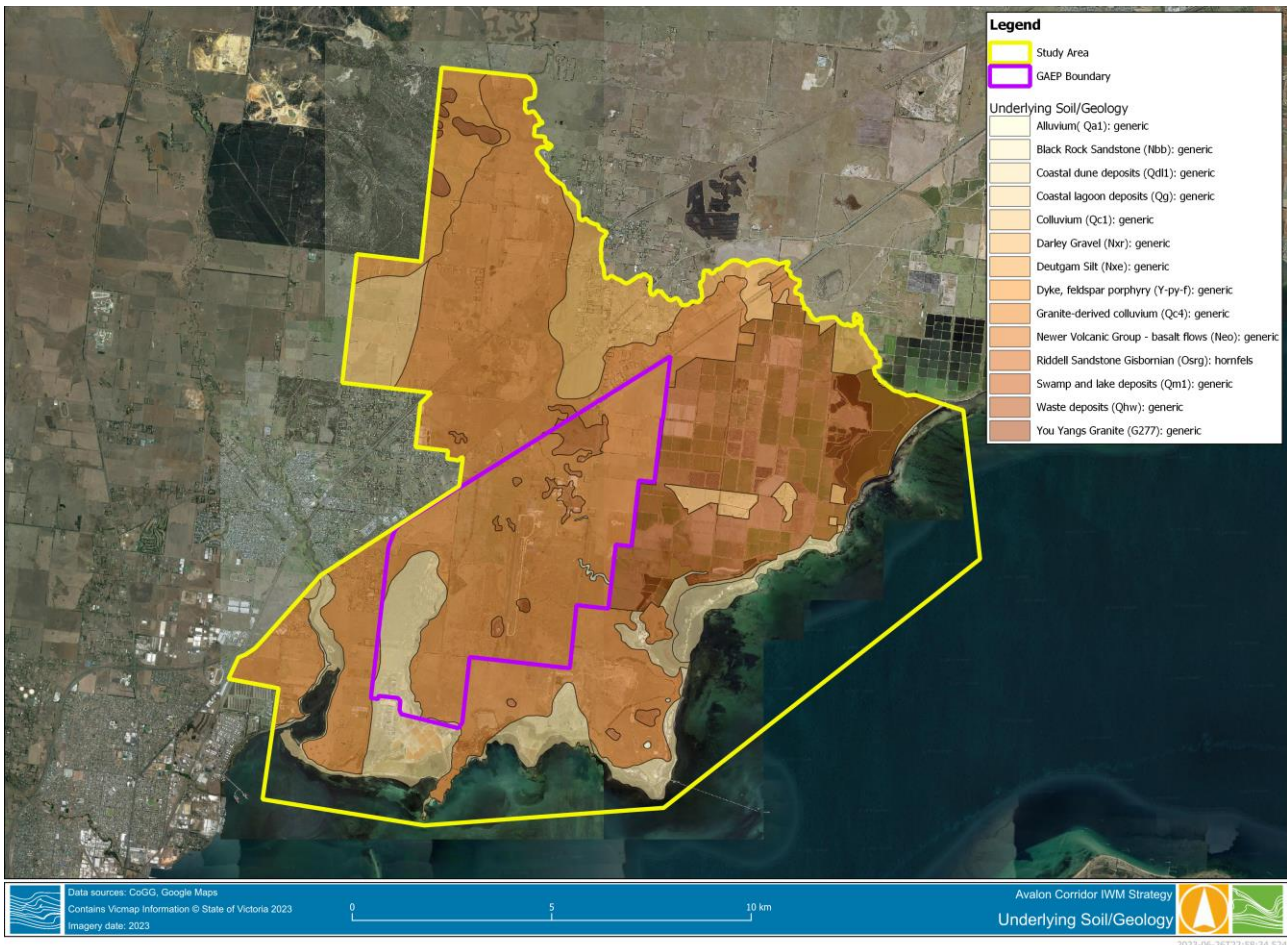 Legend
Study Area
GAEP Boundary
Underlying Soil/Geology
Alluvium( Qa1): generic
Black Rock Sandstone (Nbb): generic
Coastal dune deposits (Qdl1): generic
Coastal lagoon deposits (Qg): generic
Colluvium (Qc1): generic
Darley Gravel (Nxr): generic
Deutgam Silt (Nxe): generic
Dyke, feldspar porphyry (Y-py-f): generic
Granite-derived colluvium (Qc4): generic
Newer Volcanic Group - basalt flows (Neo): generic
Riddell Sandstone Gisbornian (Osrg): hornfels
Swamp and lake deposits (Qm1): generic
Waste deposits (Qhw): generic
You Yangs Granite (G277): generic
Data sources: CoGG, Google Maps
Contains Vicmap Information © State of Victoria 2023
Imagery date: 2023
0 5 10 km
Avalon Corridor IWM Strategy
Underlying Soil/Geology